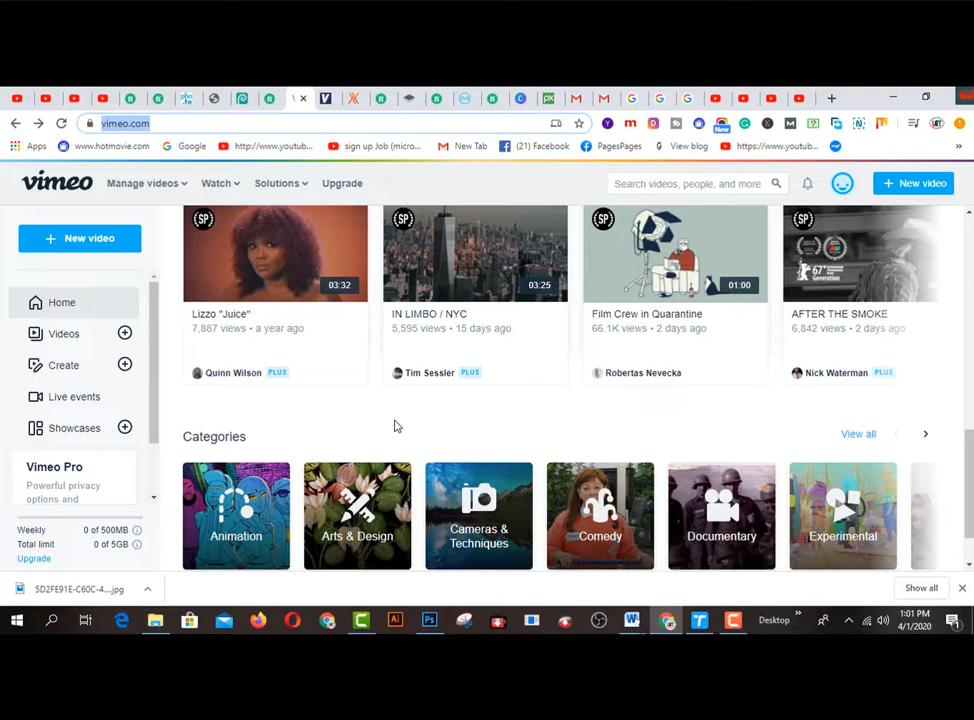 vimeo.com
Apps
www.hotmovie.com
Google
http://www.youtub...
sign up Job (micro...
New Tab
(21) Facebook
PagesPages
View blog
https://www.youtub...
»
New
vimeo
Manage videos
Watch
Solutions
Upgrade
Search videos, people, and more
+ New video
+ New video
Home
Videos
Create
Live events
Showcases
Vimeo Pro
Powerful privacy
options and
Weekly 0 of 500MB
Total limit 0 of 5GB
Upgrade
SP
SP
SP
SP
67
03:32
03:25
01:00
Lizzo "Juice"
7,887 views • a year ago
Quinn Wilson PLUS
IN LIMBO / NYC
5,595 views • 15 days ago
Tim Sessler PLUS
Film Crew in Quarantine
66.1K views • 2 days ago
Robertas Nevecka
AFTER THE SMOKE
6,842 views • 2 days ago
Nick Waterman PLUS
Categories
View all
Animation
Arts & Design
Cameras &
Techniques
Comedy
Documentary
Experimental
5D2FE91E-C60C-4....jpg
Show all
Desktop
»
1:01 PM
4/1/2020